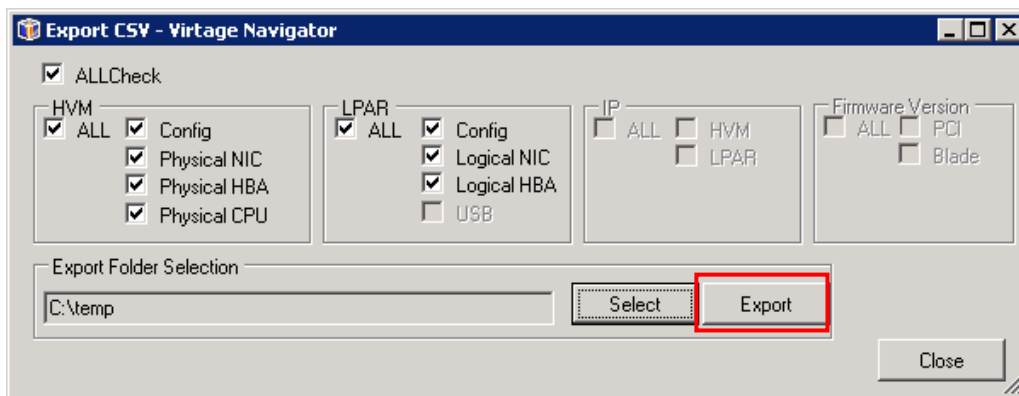 Export CSV - Virtage Navigator
ALLCheck
HVM LPAR IP Firmware Version
ALL Config ALL Config ALL HVM ALL PCI
Physical NIC Logical NIC LPAR Blade
Physical HBA Logical HBA
Physical CPU USB
Export Folder Selection
C:\temp Select Export
Close